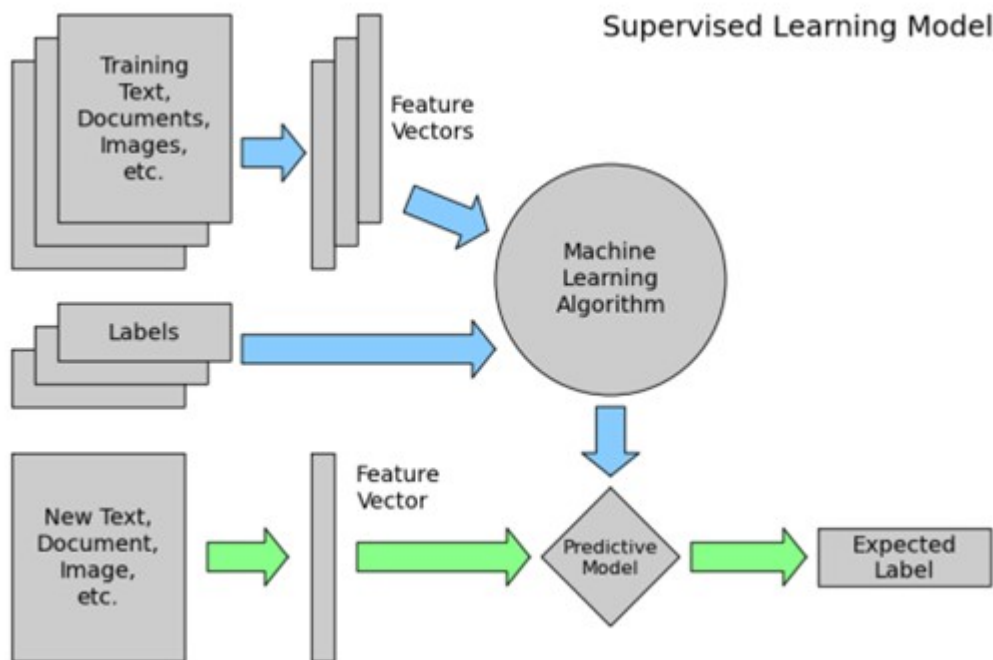 Supervised Learning Model
Training
Text,
Documents,
Images,
etc.
Feature
Vectors
Machine
Learning
Algorithm
Labels
New Text,
Document,
Image,
etc.
Feature
Vector
Predictive
Model
Expected
Label